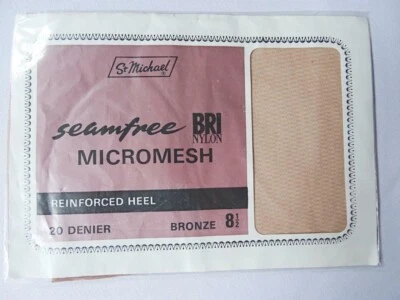 St Michael
seamfree BRI
NYLON
MICROMESH
REINFORCED HEEL
20 DENIER BRONZE 8½